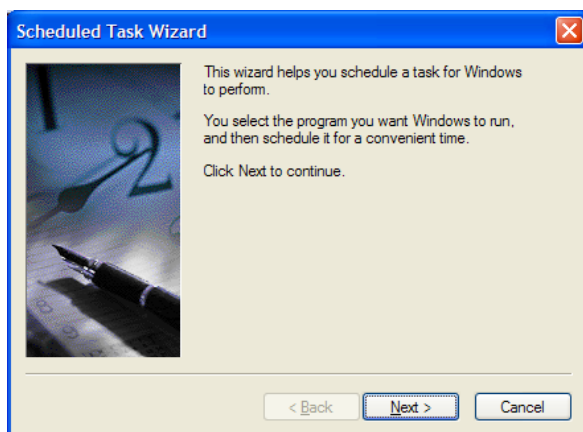 Scheduled Task Wizard
This wizard helps you schedule a task for Windows
to perform.
You select the program you want Windows to run,
and then schedule it for a convenient time.
Click Next to continue.
2
< Back
Next >
Cancel